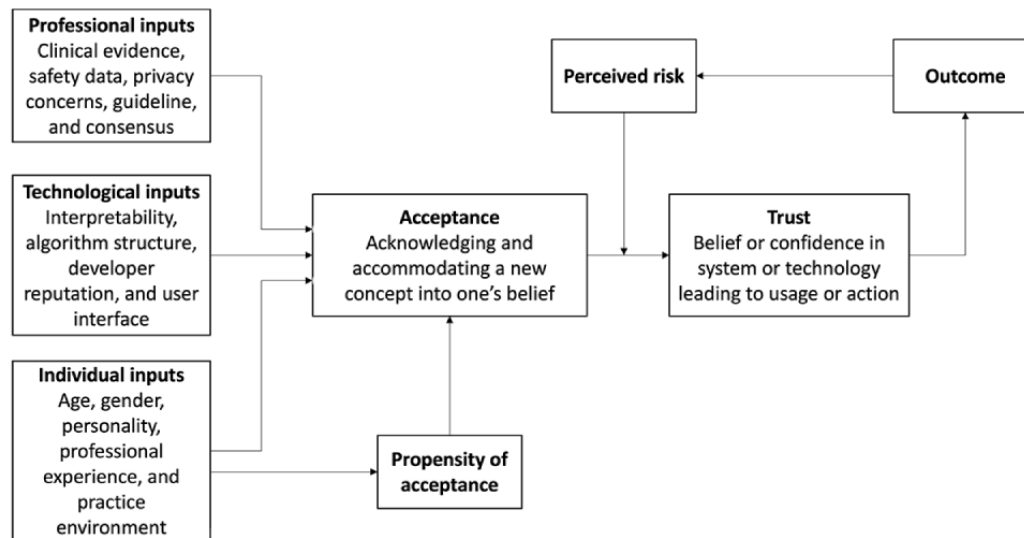 Professional inputs
Clinical evidence,
safety data, privacy
concerns, guideline,
and consensus
Technological inputs
Interpretability,
algorithm structure,
developer
reputation, and user
interface
Individual inputs
Age, gender,
personality,
professional
experience, and
practice
environment
Propensity of
acceptance
Acceptance
Acknowledging and
accommodating a new
concept into one’s belief
Perceived risk
Trust
Belief or confidence in
system or technology
leading to usage or action
Outcome